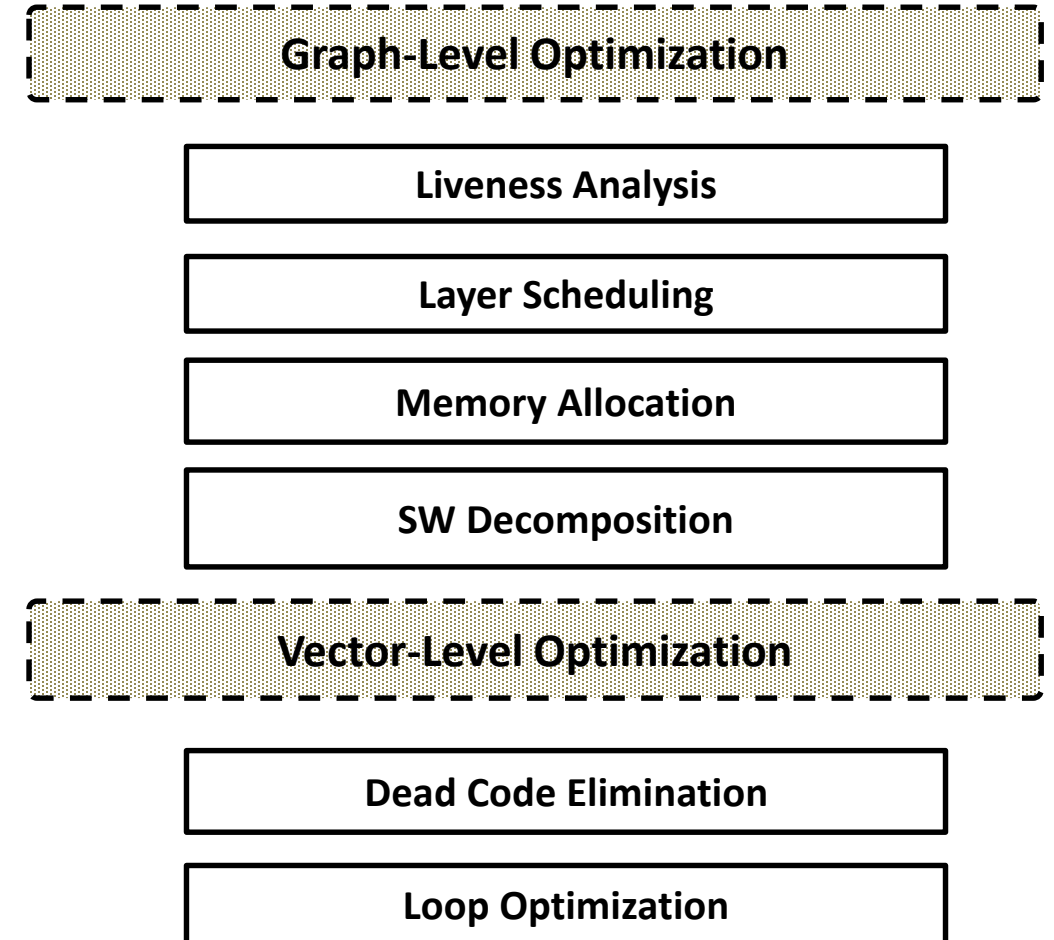 Graph-Level Optimization
Liveness Analysis
Layer Scheduling
Memory Allocation
SW Decomposition
Vector-Level Optimization
Dead Code Elimination
Loop Optimization